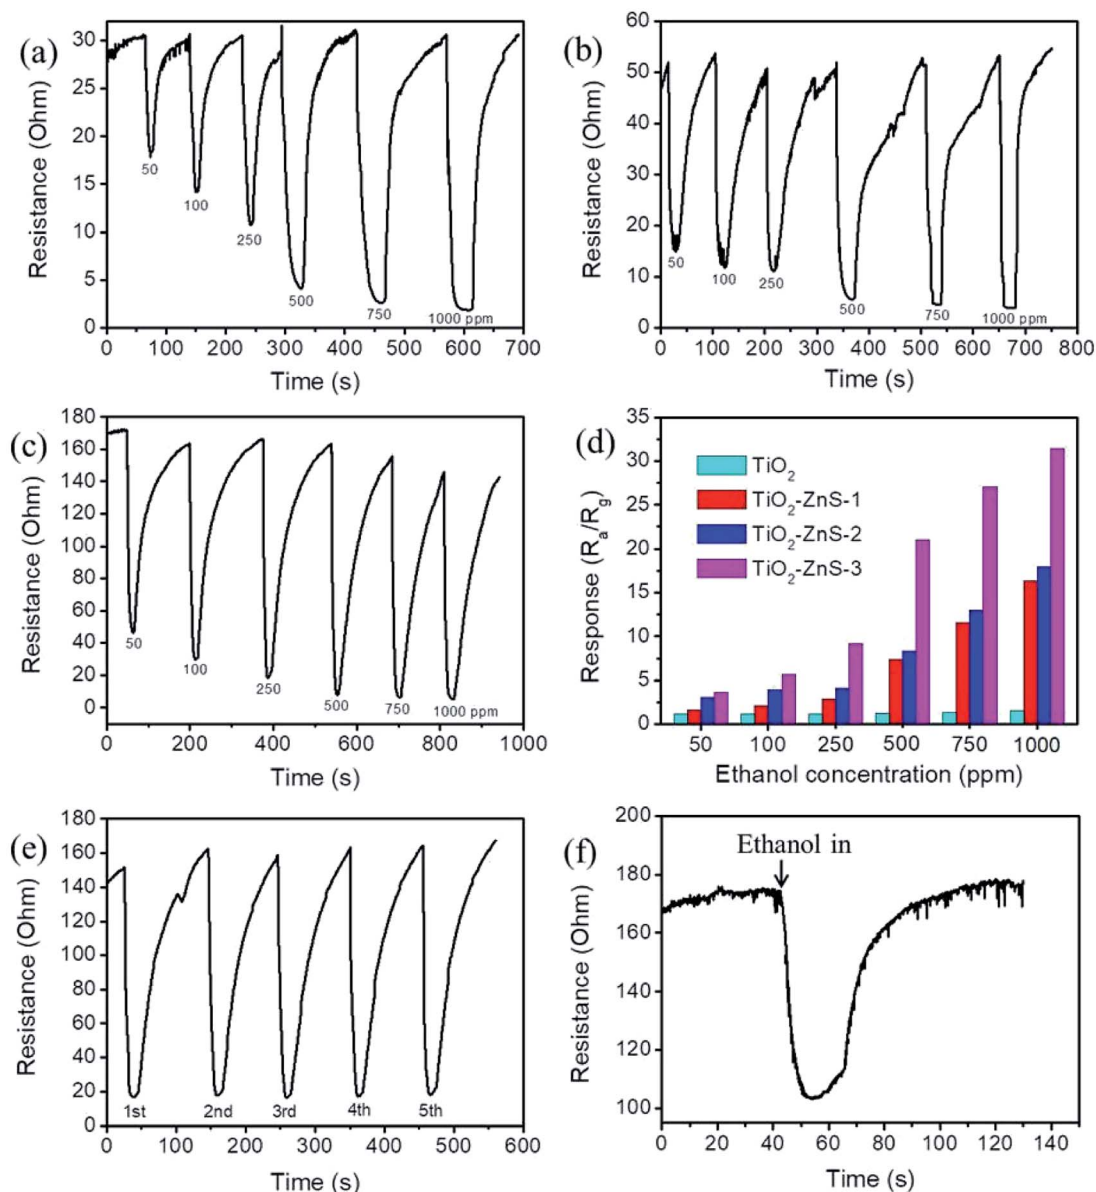 (a)
Resistance (Ohm)
30
25
20
15
10
5
0
50
100
250
500
750
1000 ppm
0 100 200 300 400 500 600 700
Time (s)
(b)
Resistance (Ohm)
60
50
40
30
20
10
0
50
100
250
500
750
1000 ppm
0 100 200 300 400 500 600 700 800
Time (s)
(c)
Resistance (Ohm)
180
160
140
120
100
80
60
40
20
0
50
100
250
500
750
1000 ppm
0 200 400 600 800 1000
Time (s)
(d)
Response (Ra/Rg)
35
30
25
20
15
10
5
0
TiO2
TiO2-ZnS-1
TiO2-ZnS-2
TiO2-ZnS-3
50 100 250 500 750 1000
Ethanol concentration (ppm)
(e)
Resistance (Ohm)
180
160
140
120
100
80
60
40
20
0
1st 2nd 3rd 4th 5th
0 100 200 300 400 500 600
Time (s)
(f)
Resistance (Ohm)
200
180
160
140
120
100
Ethanol in
0 20 40 60 80 100 120 140
Time (s)